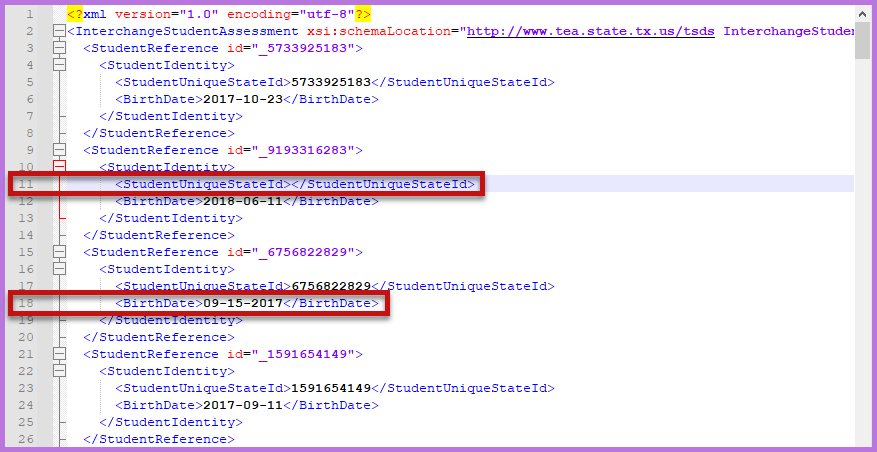 1 <?xml version="1.0" encoding="utf-8"?>
2 <InterchangeStudentAssessment xsi:schemaLocation="http://www.tea.state.tx.us/tsds InterchangeStuden
3 <StudentReference id="_5733925183">
4 <StudentIdentity>
5 <StudentUniqueStateId>5733925183</StudentUniqueStateId>
6 <BirthDate>2017-10-23</BirthDate>
7 </StudentIdentity>
8 </StudentReference>
9 <StudentReference id="_9193316283">
10 <StudentIdentity>
11 <StudentUniqueStateId></StudentUniqueStateId>
12 <BirthDate>2018-06-11</BirthDate>
13 </StudentIdentity>
14 </StudentReference>
15 <StudentReference id="_6756822829">
16 <StudentIdentity>
17 <StudentUniqueStateId>6756822829</StudentUniqueStateId>
18 <BirthDate>09-15-2017</BirthDate>
19 </StudentIdentity>
20 </StudentReference>
21 <StudentReference id="_1591654149">
22 <StudentIdentity>
23 <StudentUniqueStateId>1591654149</StudentUniqueStateId>
24 <BirthDate>2017-09-11</BirthDate>
25 </StudentIdentity>
26 </StudentReference>